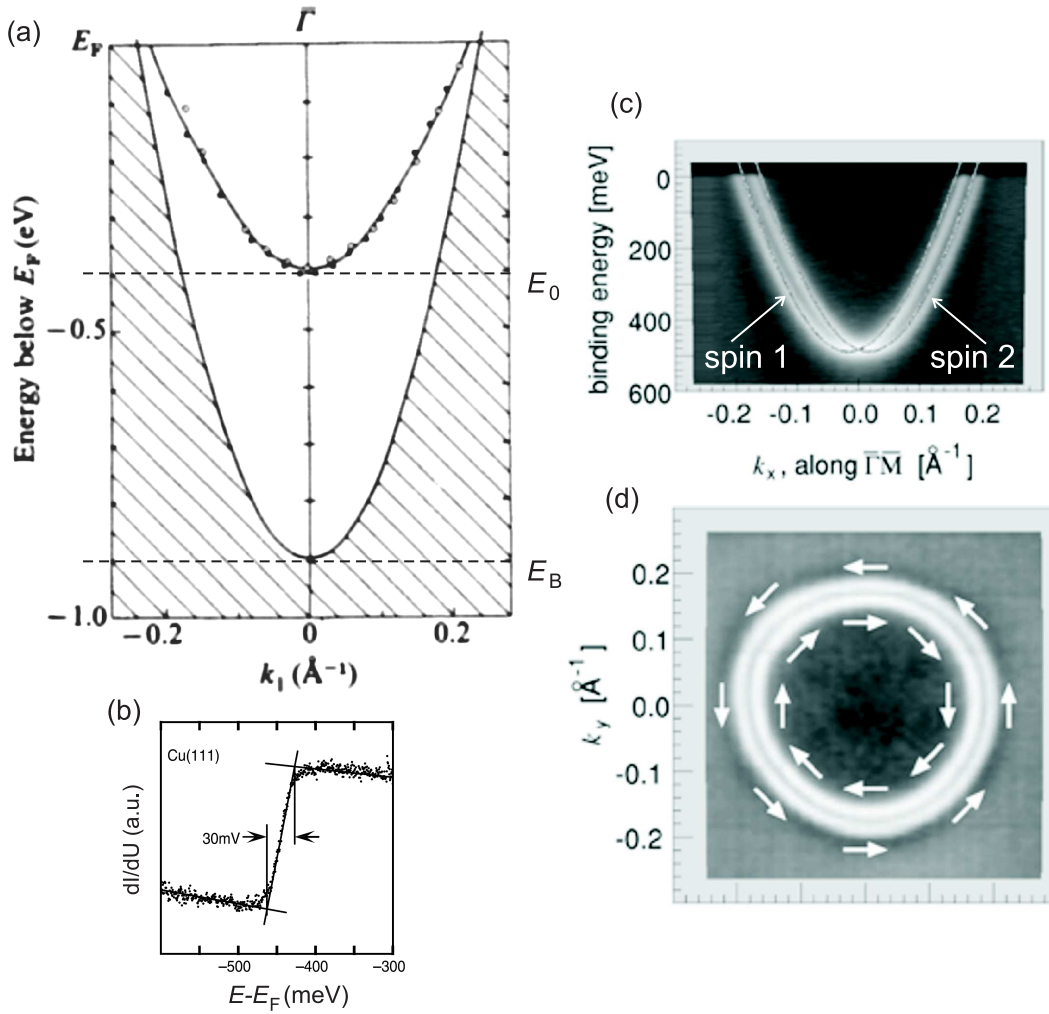 (a)
E_F
Γ̅
Energy below E_F (eV)
−0.5
−1.0
E_0
E_B
−0.2
0
0.2
k_∥ (Å⁻¹)
(b)
Cu(111)
30mV
dI/dU (a.u.)
−500
−400
−300
E-E_F (meV)
(c)
binding energy [meV]
0
200
400
600
spin 1
spin 2
-0.2
-0.1
0.0
0.1
0.2
k_x, along Γ̅M̅ [Å⁻¹]
(d)
k_y [Å⁻¹]
0.2
0.1
0.0
-0.1
-0.2